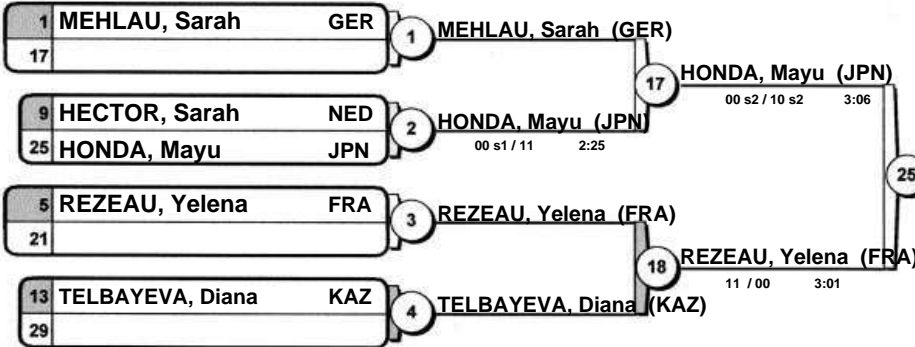 1 MEHLAU, Sarah GER
17
1
MEHLAU, Sarah (GER)
9 HECTOR, Sarah NED
25 HONDA, Mayu JPN
2
HONDA, Mayu (JPN)
00 s1 / 11 2:25
17
HONDA, Mayu (JPN)
00 s2 / 10 s2 3:06
5 REZEAU, Yelena FRA
21
3
REZEAU, Yelena (FRA)
13 TELBAYEVA, Diana KAZ
29
4
TELBAYEVA, Diana (KAZ)
18
REZEAU, Yelena (FRA)
11 / 00 3:01
25